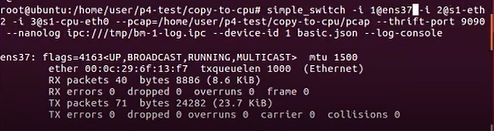 root@ubuntu:/home/user/p4-test/copy-to-cpu# simple_switch -i 1@ens37 -i 2@s1-eth
2 -i 3@s1-cpu-eth0 --pcap=/home/user/p4-test/copy-to-cpu/pcap --thrift-port 9090
--nanolog ipc:///tmp/bm-1-log.ipc --device-id 1 basic.json --log-console
ens37: flags=4163<UP,BROADCAST,RUNNING,MULTICAST> mtu 1500
ether 00:0c:29:6f:13:f7 txqueuelen 1000 (Ethernet)
RX packets 40 bytes 8886 (8.6 KiB)
RX errors 0 dropped 0 overruns 0 frame 0
TX packets 71 bytes 24282 (23.7 KiB)
TX errors 0 dropped 0 overruns 0 carrier 0 collisions 0